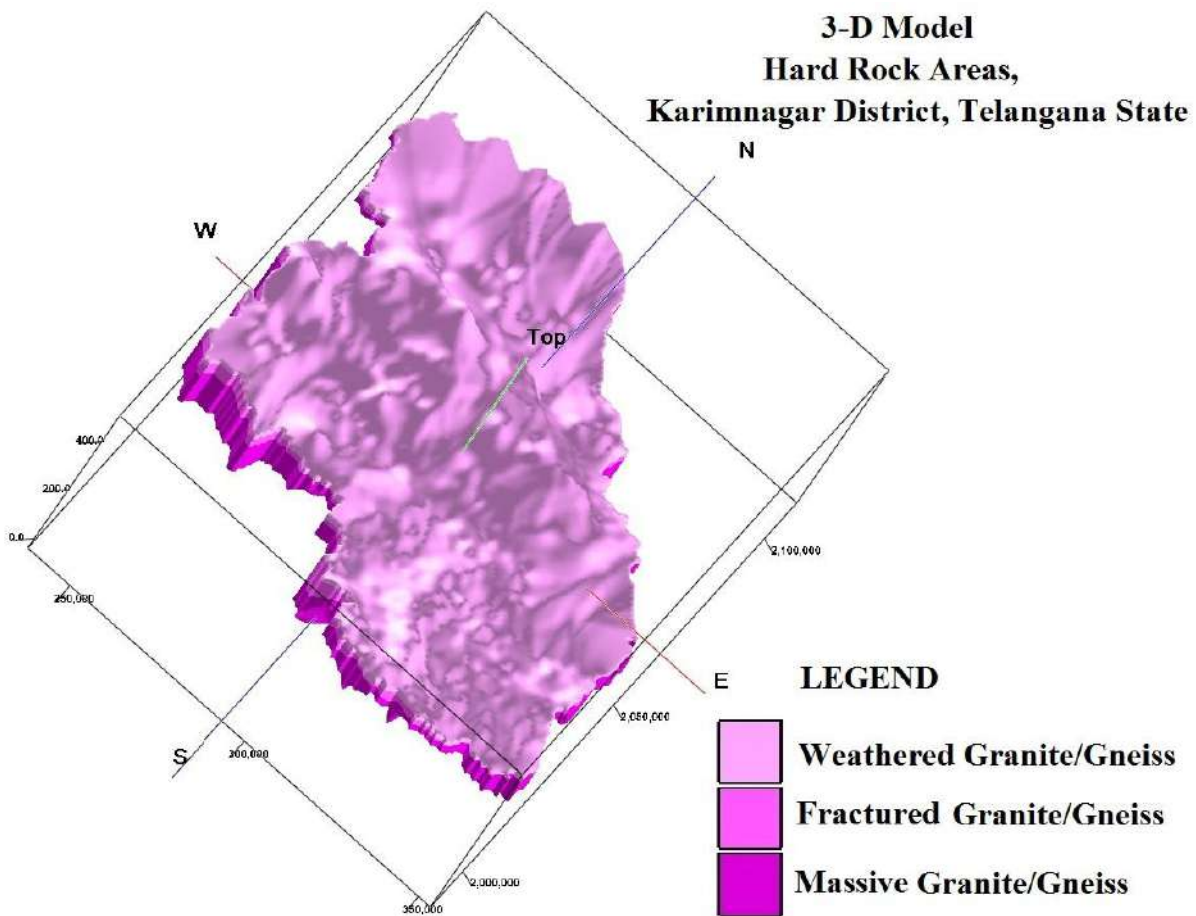 3-D Model
Hard Rock Areas,
Karimnagar District, Telangana State
N
W
Top
400.0
200.0
0.0
250,000
2,100,000
E
2,050,000
S
300,000
2,000,000
350,000
LEGEND
Weathered Granite/Gneiss
Fractured Granite/Gneiss
Massive Granite/Gneiss